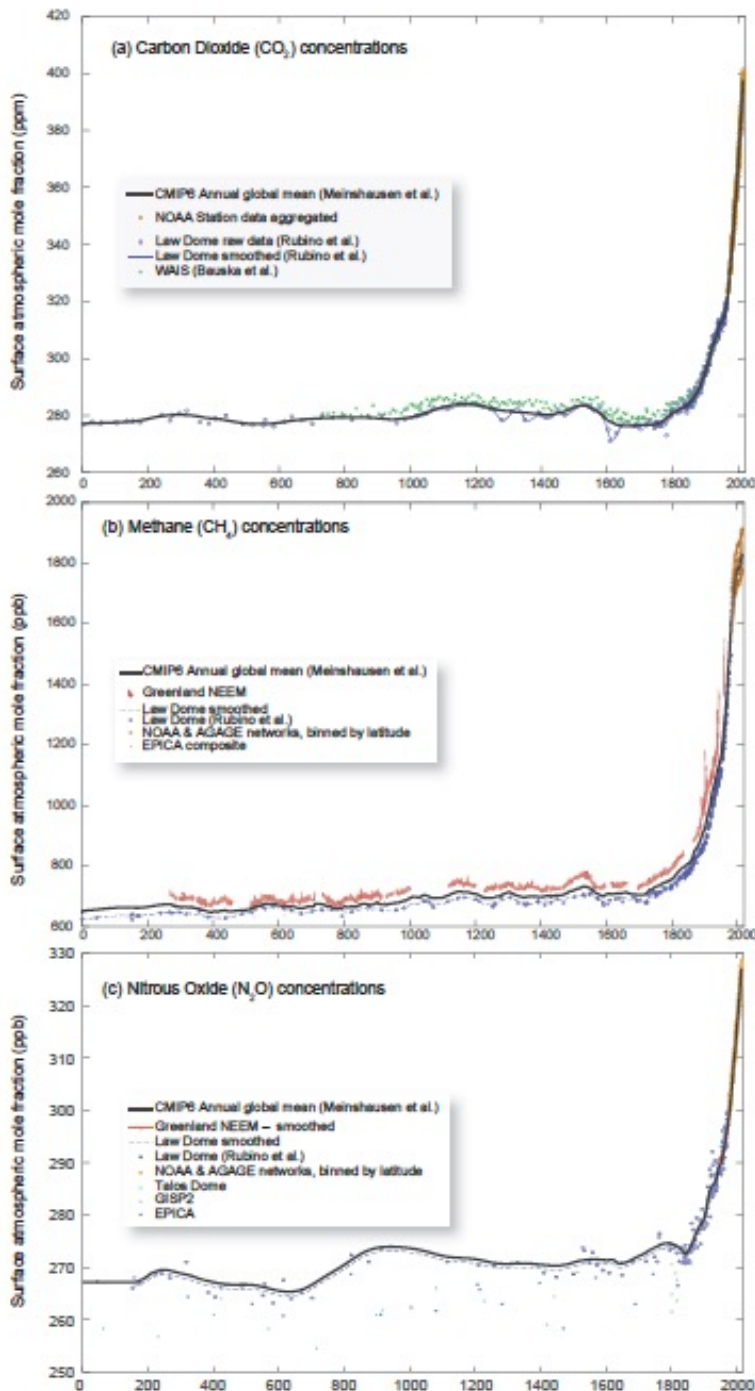 420
(a) Carbon Dioxide (CO₂) concentrations
400
380
360
340
320
300
280
260
Surface atmospheric mole fraction (ppm)
CMIP6 Annual global mean (Meinshausen et al.)
NOAA Station data aggregated
Law Dome raw data (Rubino et al.)
Law Dome smoothed (Rubino et al.)
WAIS (Bauska et al.)
0 200 400 600 800 1000 1200 1400 1600 1800 2000
2000
(b) Methane (CH₄) concentrations
1800
1600
1400
1200
1000
800
600
Surface atmospheric mole fraction (ppb)
CMIP6 Annual global mean (Meinshausen et al.)
Greenland NEEM
Law Dome smoothed
Law Dome (Rubino et al.)
NOAA & AGAGE networks, binned by latitude
EPICA composite
0 200 400 600 800 1000 1200 1400 1600 1800 2000
330
(c) Nitrous Oxide (N₂O) concentrations
320
310
300
290
275
270
260
250
Surface atmospheric mole fraction (ppb)
CMIP6 Annual global mean (Meinshausen et al.)
Greenland NEEM – smoothed
Law Dome smoothed
Law Dome (Rubino et al.)
NOAA & AGAGE networks, binned by latitude
Talos Dome
GISP2
EPICA
0 200 400 600 800 1000 1200 1400 1600 1800 2000